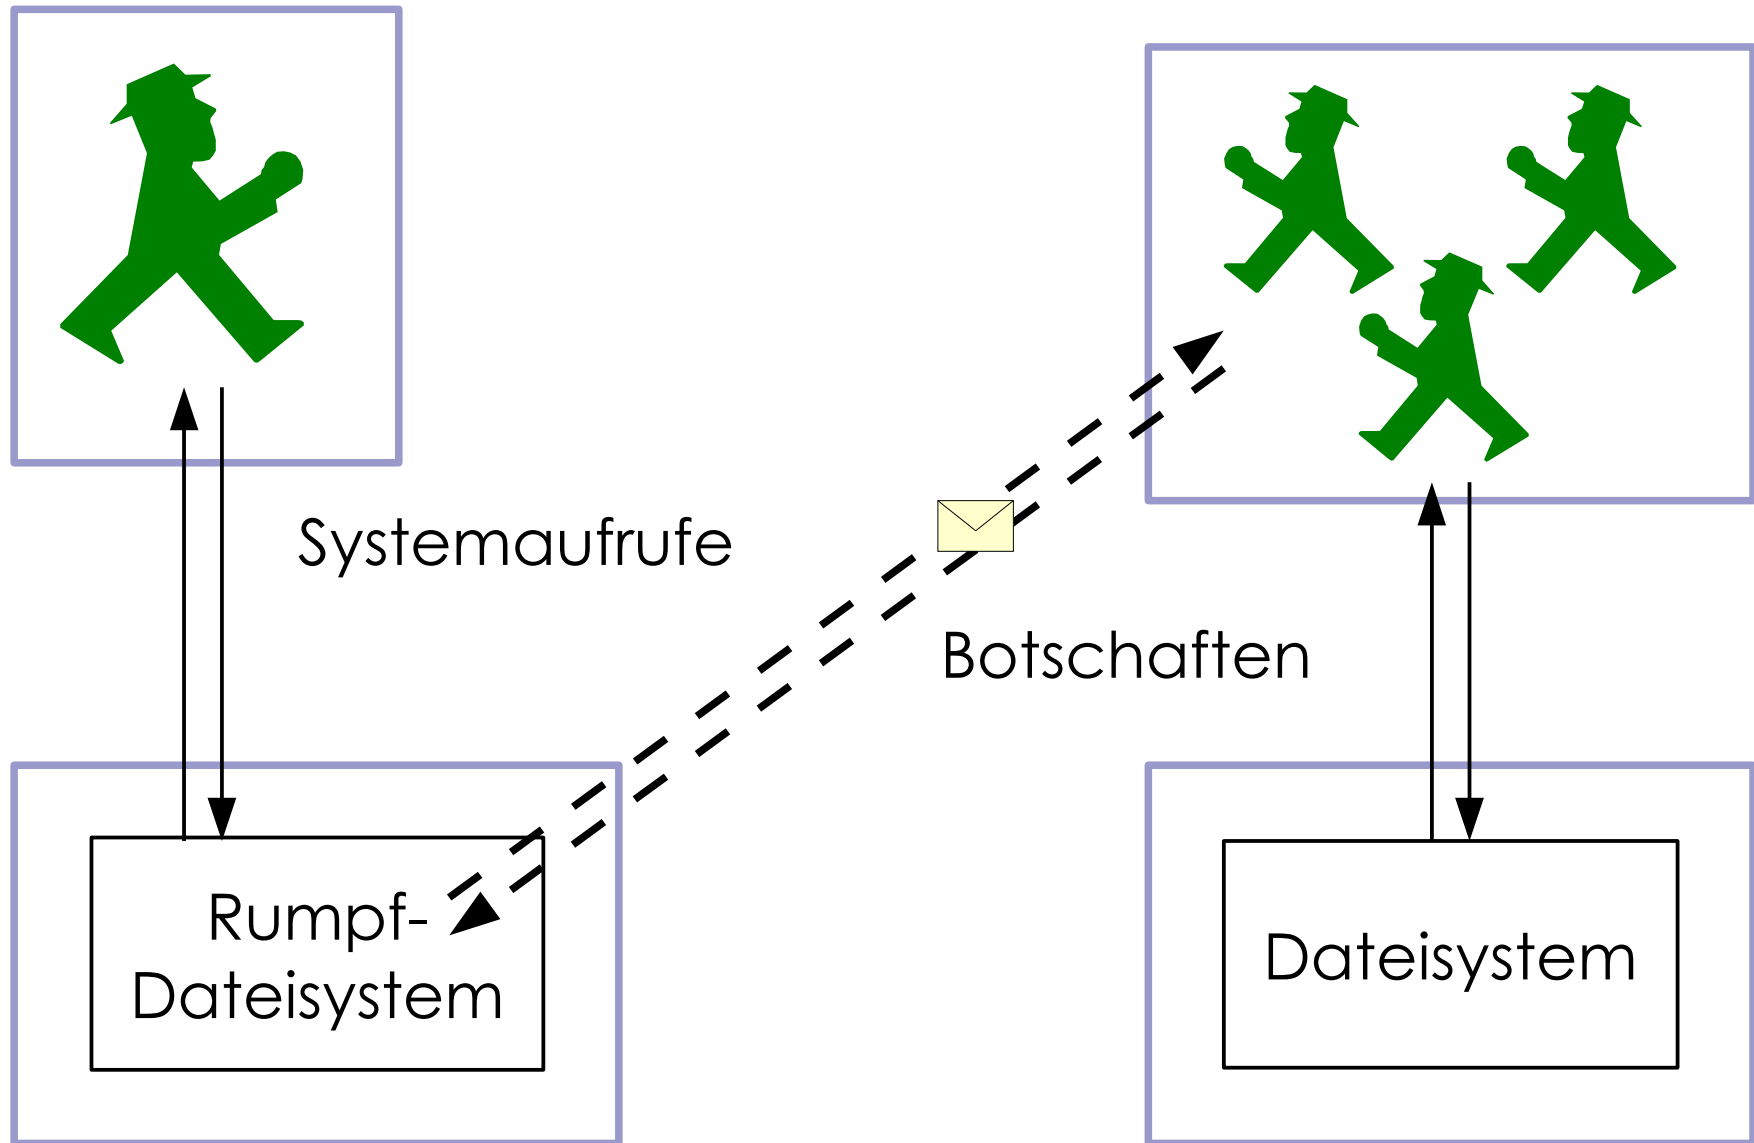 Systemaufrufe
Botschaften
Rumpf-
Dateisystem
Dateisystem